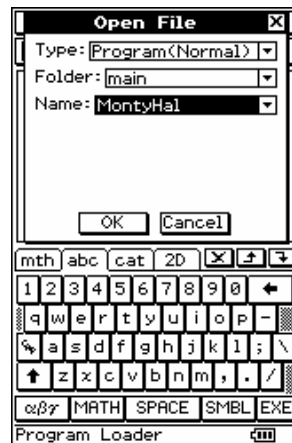 Open File
Type: Program(Normal)
Folder: main
Name: MontyHal
OK Cancel
mth abc cat 2D
1 2 3 4 5 6 7 8 9 0
q w e r t y u i o p -
a s d f g h j k l ; \
z x c v b n m , . /
αβγ MATH SPACE SMBL EXE
Program Loader